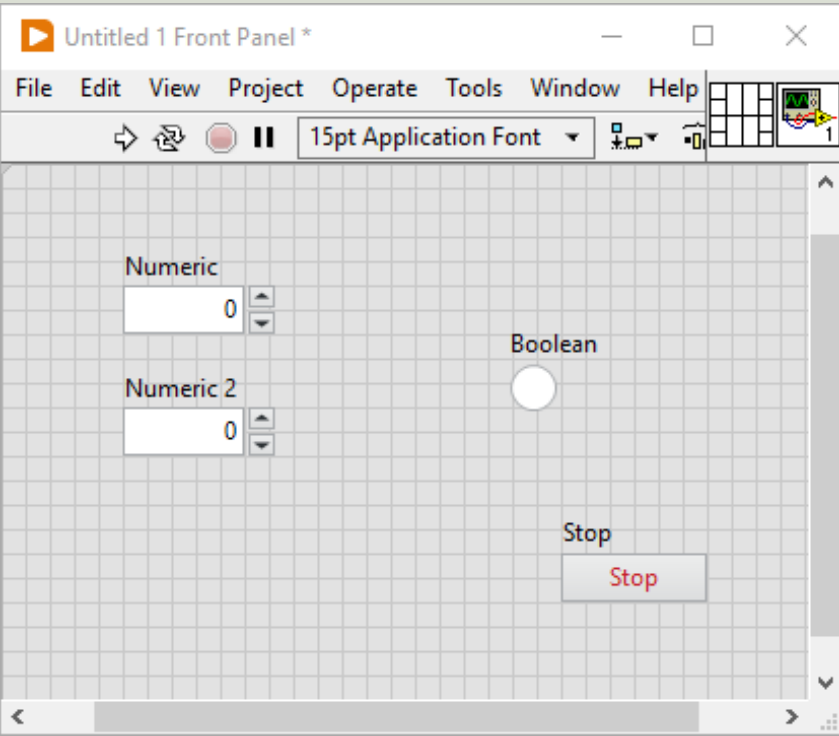 Untitled 1 Front Panel *
File Edit View Project Operate Tools Window Help
15pt Application Font
1
Numeric
0
Boolean
Numeric 2
0
Stop
Stop